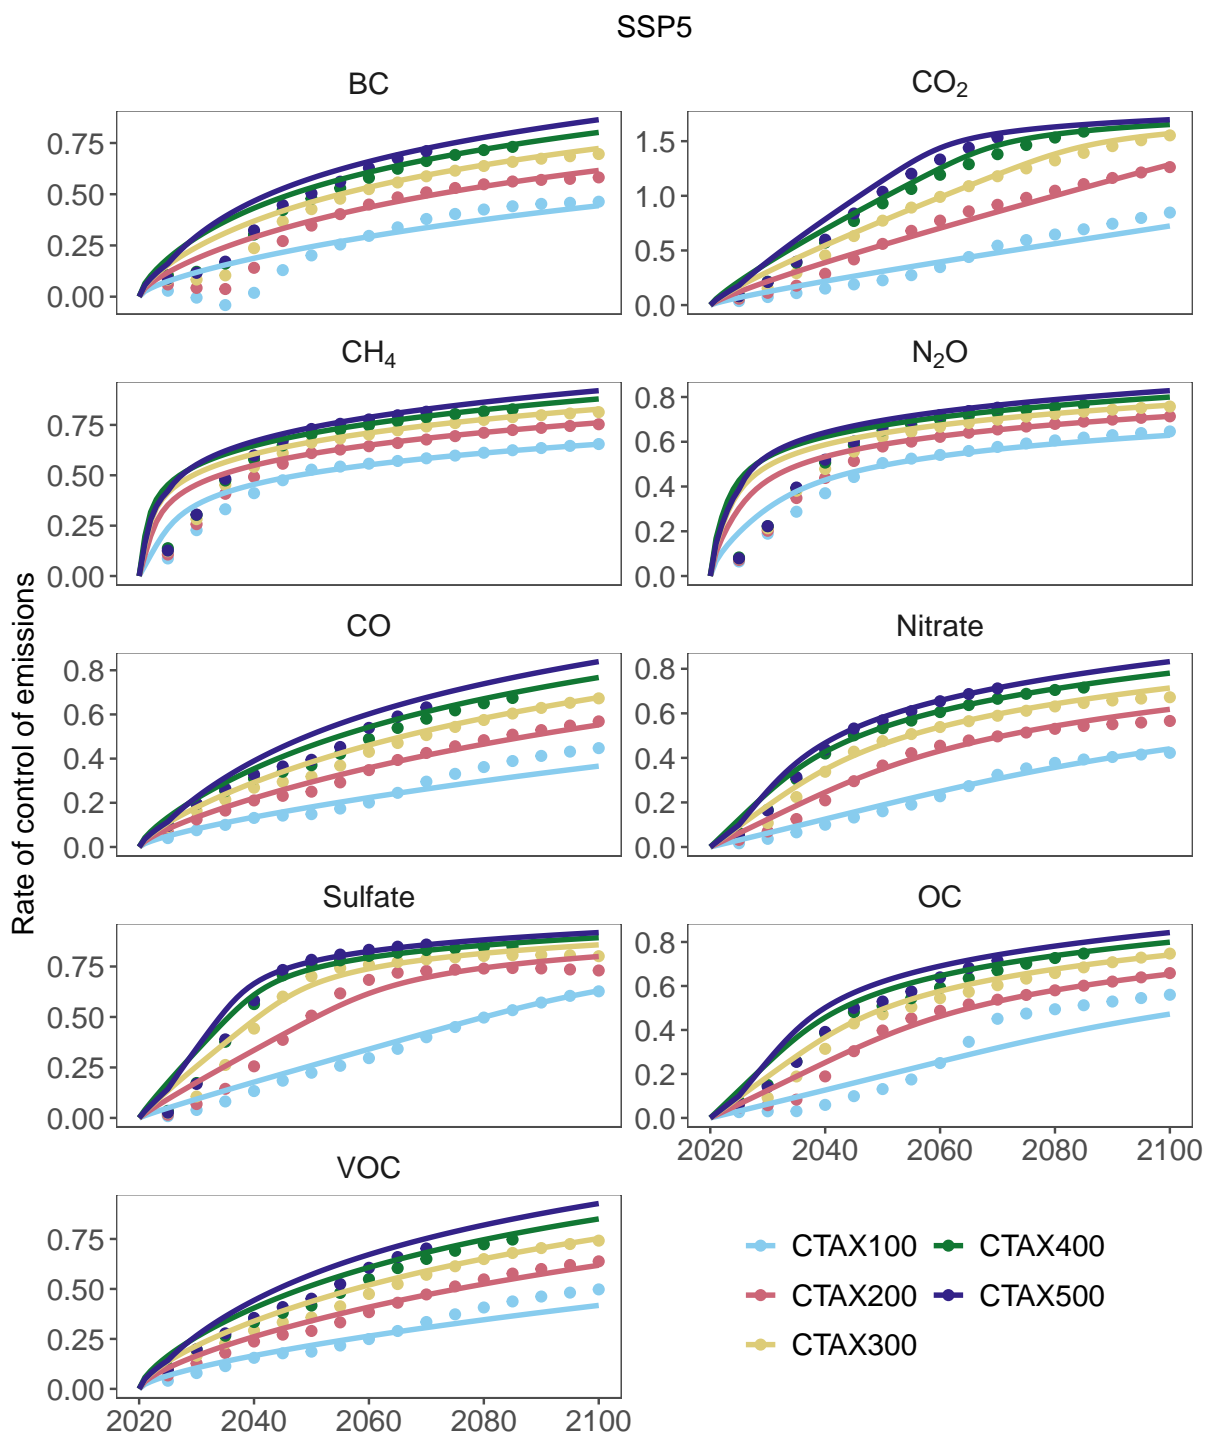 SSP5
BC
CO₂
0.75
0.50
0.25
0.00
1.5
1.0
0.5
0.0
CH₄
N₂O
0.75
0.50
0.25
0.00
0.8
0.6
0.4
0.2
0.0
CO
Nitrate
0.8
0.6
0.4
0.2
0.0
0.8
0.6
0.4
0.2
0.0
Rate of control of emissions
Sulfate
OC
0.75
0.50
0.25
0.00
0.8
0.6
0.4
0.2
0.0
2020 2040 2060 2080 2100
VOC
0.75
0.50
0.25
0.00
2020 2040 2060 2080 2100
CTAX100 CTAX400
CTAX200 CTAX500
CTAX300